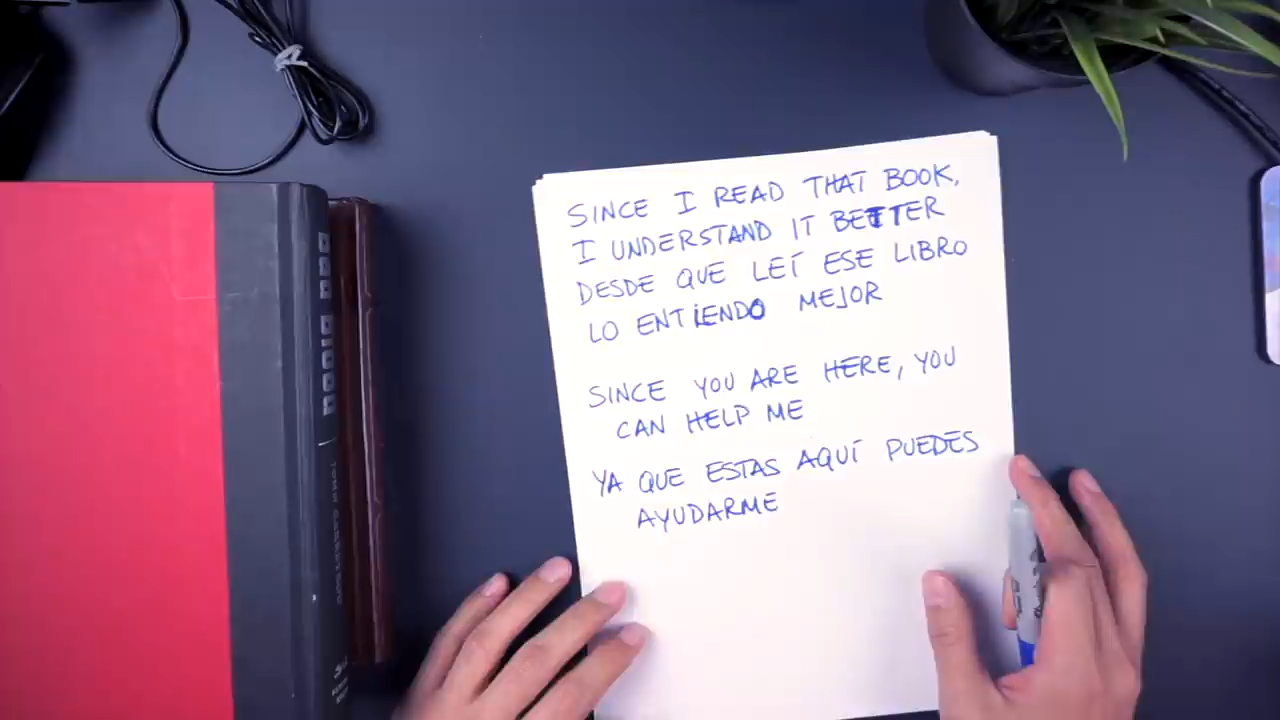 SINCE I READ THAT BOOK,
I UNDERSTAND IT BETTER
DESDE QUE LEÍ ESE LIBRO
LO ENTIENDO MEJOR
SINCE YOU ARE HERE, YOU
CAN HELP ME
YA QUE ESTAS AQUÍ PUEDES
AYUDARME